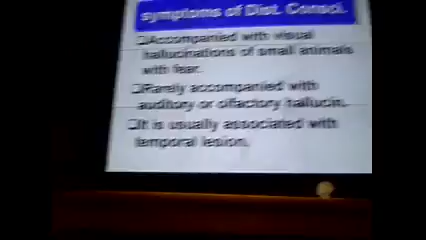 symptoms of Dist. Consci.
❑Accompanied with visual
hallucinations of small animals
with fear.
❑Rarely accompanied with
auditory or olfactory hallucin.
❑It is usually associated with
temporal lesion.